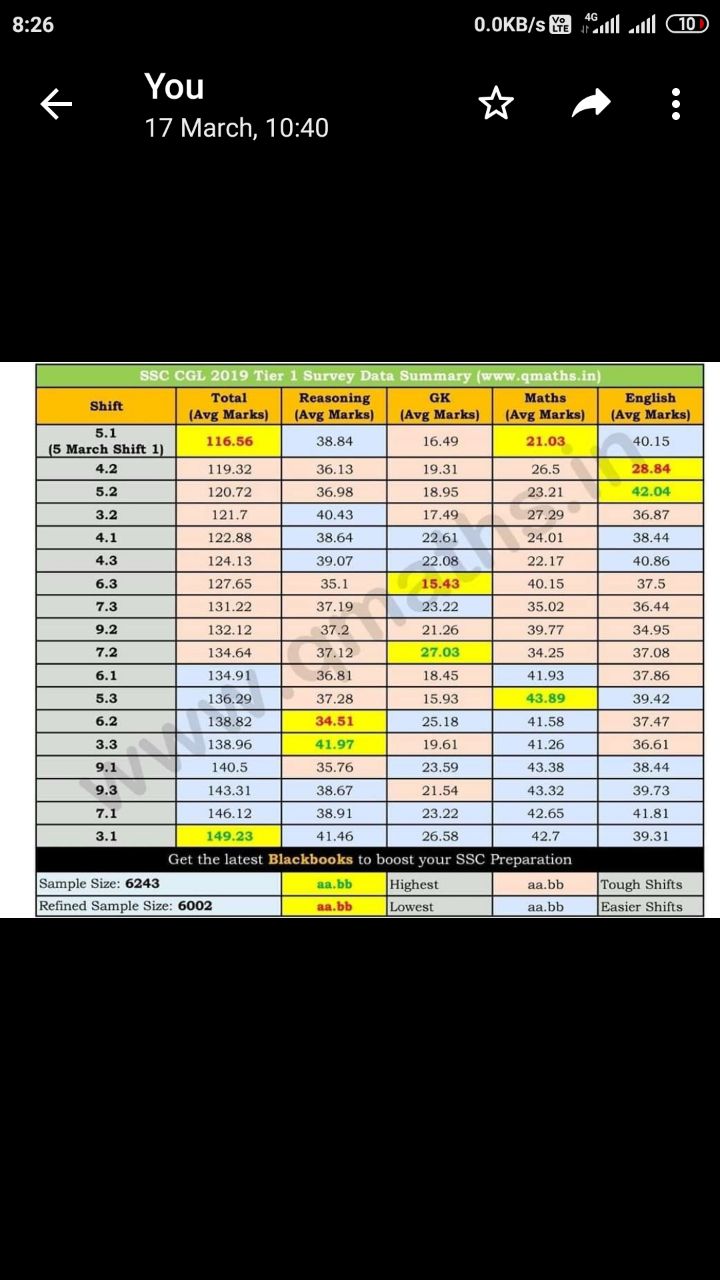 8:26 0.0KB/s Vo LTE 4G 10
You
17 March, 10:40
SSC CGL 2019 Tier 1 Survey Data Summary (www.qmaths.in)
Shift Total (Avg Marks) Reasoning (Avg Marks) GK (Avg Marks) Maths (Avg Marks) English (Avg Marks)
5.1 (5 March Shift 1) 116.56 38.84 16.49 21.03 40.15
4.2 119.32 36.13 19.31 26.5 28.84
5.2 120.72 36.98 18.95 23.21 42.04
3.2 121.7 40.43 17.49 27.29 36.87
4.1 122.88 38.64 22.61 24.01 38.44
4.3 124.13 39.07 22.08 22.17 40.86
6.3 127.65 35.1 15.43 40.15 37.5
7.3 131.22 37.19 23.22 35.02 36.44
9.2 132.12 37.2 21.26 39.77 34.95
7.2 134.64 37.12 27.03 34.25 37.08
6.1 134.91 36.81 18.45 41.93 37.86
5.3 136.29 37.28 15.93 43.89 39.42
6.2 138.82 34.51 25.18 41.58 37.47
3.3 138.96 41.97 19.61 41.26 36.61
9.1 140.5 35.76 23.59 43.38 38.44
9.3 143.31 38.67 21.54 43.32 39.73
7.1 146.12 38.91 23.22 42.65 41.81
3.1 149.23 41.46 26.58 42.7 39.31
Get the latest Blackbooks to boost your SSC Preparation
Sample Size: 6243 aa.bb Highest aa.bb Tough Shifts
Refined Sample Size: 6002 aa.bb Lowest aa.bb Easier Shifts
www.qmaths.in